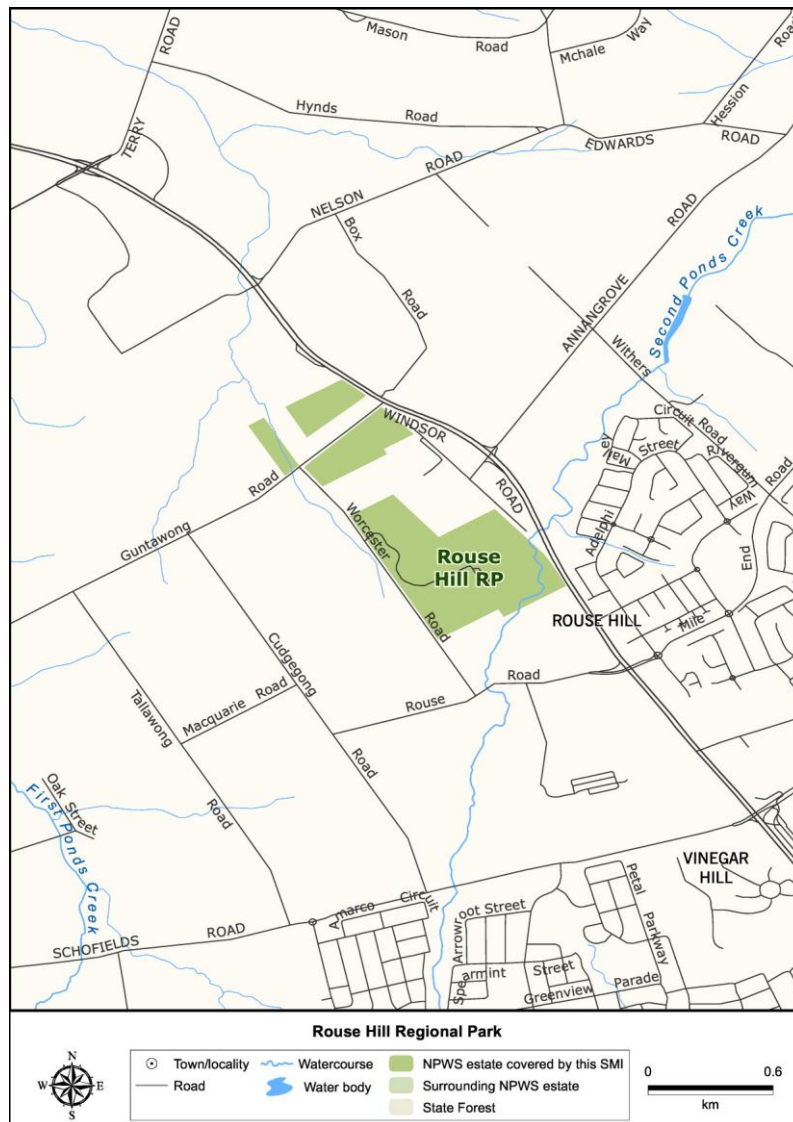 Mason Road
Mchale Way
ROAD
Road
Hession
Hynds Road
TERRY
EDWARDS ROAD
NELSON ROAD
Box Road
ROAD
ANNANGROVE
Second Ponds Creek
Withers Road
WINDSOR ROAD
Circuit
Mailey
Street
Rivergum Way
Road
Adelphi
Guntawong Road
Worcester Road
Rouse
Hill RP
End
Mile
ROUSE HILL
Rouse Road
Cudgegong Road
Macquarie Road
Tallawong Road
Oak Street
First Ponds Creek
VINEGAR
HILL
Petal Parkway
Amarco Circuit
Arrowroot Street
SCHOFIELDS ROAD
Spearmint Street
Greenview Parade
Rouse Hill Regional Park
N
W E
S
Town/locality
Road
Watercourse
Water body
NPWS estate covered by this SMI
Surrounding NPWS estate
State Forest
0 0.6
km